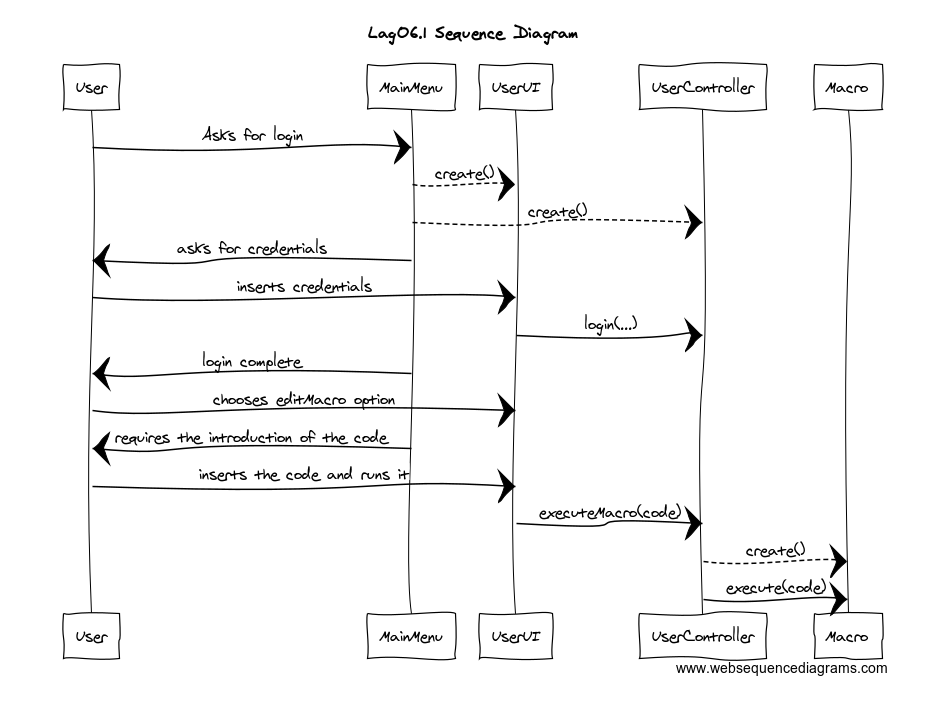 Lag06.1 Sequence Diagram
User MainMenu UserUI UserController Macro
Asks for login
create()
create()
asks for credentials
inserts credentials
login(...)
login complete
chooses editMacro option
requires the introduction of the code
inserts the code and runs it
executeMacro(code)
create()
execute(code)
User MainMenu UserUI UserController Macro
www.websequencediagrams.com